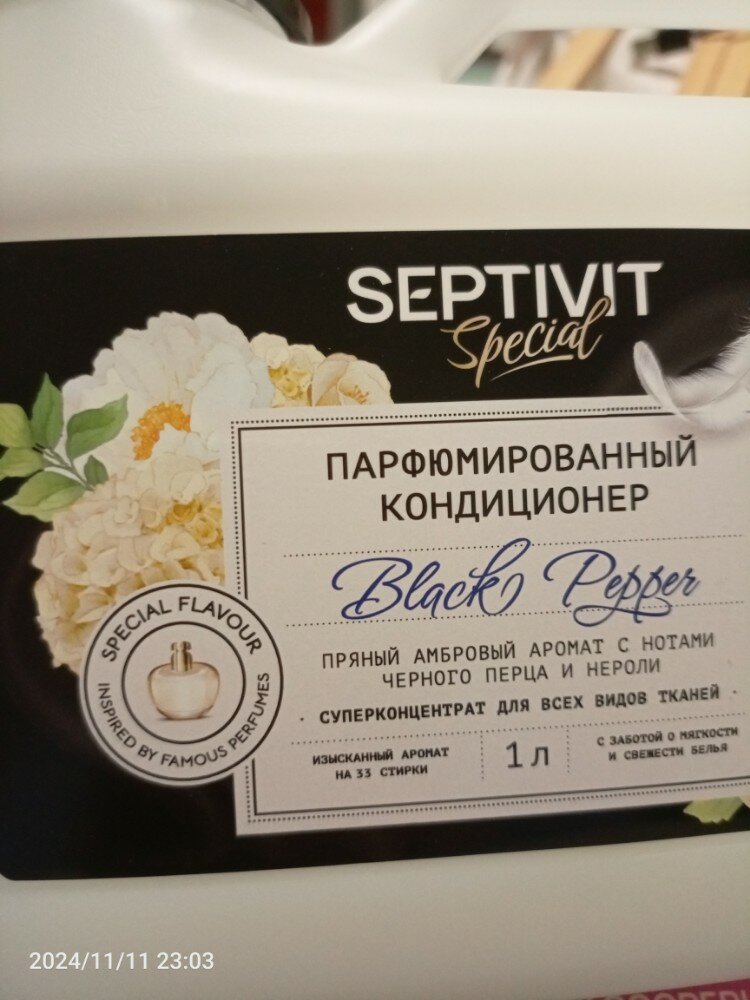 SEPTIVIT
Special
ПАРФЮМИРОВАННЫЙ
КОНДИЦИОНЕР
Black Pepper
ПРЯНЫЙ АМБРОВЫЙ АРОМАТ С НОТАМИ
ЧЕРНОГО ПЕРЦА И НЕРОЛИ
· СУПЕРКОНЦЕНТРАТ ДЛЯ ВСЕХ ВИДОВ ТКАНЕЙ ·
ИЗЫСКАННЫЙ АРОМАТ
НА 33 СТИРКИ
1 л
С ЗАБОТОЙ О МЯГКОСТИ
И СВЕЖЕСТИ БЕЛЬЯ
SPECIAL FLAVOUR
INSPIRED BY FAMOUS PERFUMES
2024/11/11 23:03